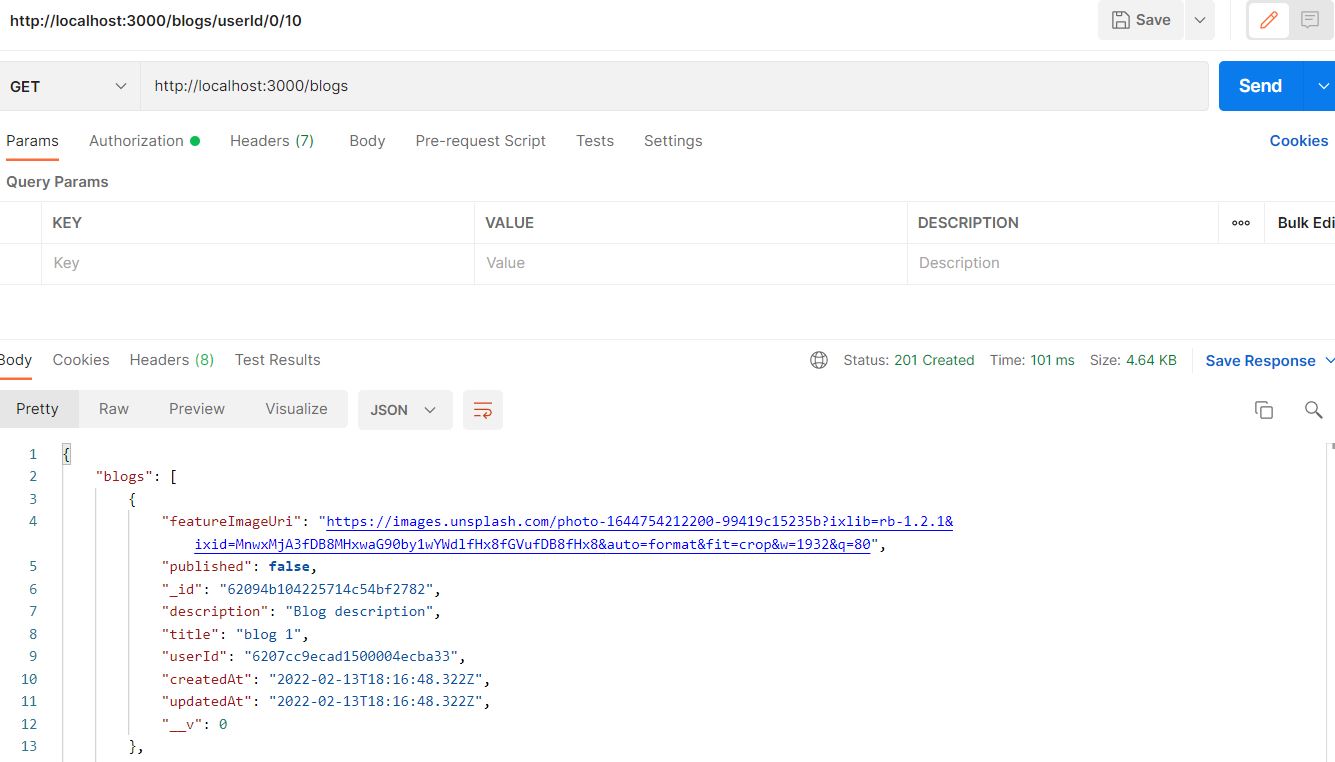 http://localhost:3000/blogs/userId/0/10
Save
GET http://localhost:3000/blogs Send
Params Authorization Headers (7) Body Pre-request Script Tests Settings Cookies
Query Params
KEY VALUE DESCRIPTION ooo Bulk Edi
Key Value Description
Body Cookies Headers (8) Test Results Status: 201 Created Time: 101 ms Size: 4.64 KB Save Response
Pretty Raw Preview Visualize JSON
1 {
2 "blogs": [
3 {
4 "featureImageUri": "https://images.unsplash.com/photo-1644754212200-99419c15235b?ixlib=rb-1.2.1&
ixid=MnwxMjA3fDB8MHxwaG90by1wYWdlfHx8fGVufDB8fHx8&auto=format&fit=crop&w=1932&q=80",
5 "published": false,
6 "_id": "62094b104225714c54bf2782",
7 "description": "Blog description",
8 "title": "blog 1",
9 "userId": "6207cc9ecad1500004ecba33",
10 "createdAt": "2022-02-13T18:16:48.322Z",
11 "updatedAt": "2022-02-13T18:16:48.322Z",
12 "__v": 0
13 },